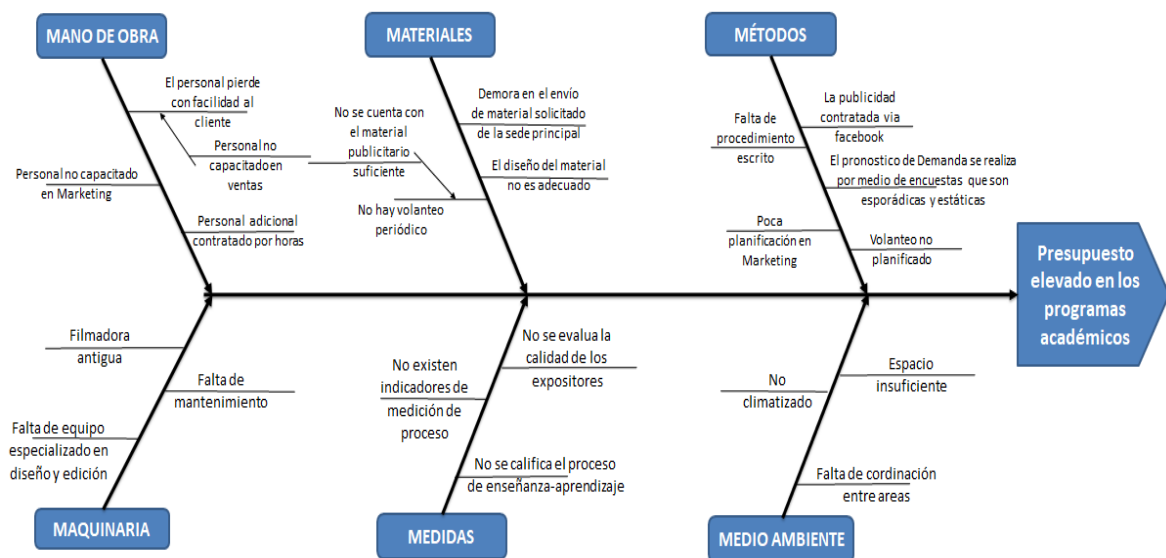 MANO DE OBRA
MATERIALES
MÉTODOS
El personal pierde
con facilidad al
cliente
Personal no
capacitado en
ventas
Personal no capacitado
en Marketing
Personal adicional
contratado por horas
No se cuenta con
el material
publicitario
suficiente
Demora en el envío
de material solicitado
de la sede principal
El diseño del material
no es adecuado
No hay volanteo
periódico
Falta de
procedimiento
escrito
La publicidad
contratada via
facebook
El pronostico de Demanda se realiza
por medio de encuestas que son
esporádicas y estáticas
Poca
planificación en
Marketing
Volanteo no
planificado
Presupuesto
elevado en los
programas
académicos
Filmadora
antigua
Falta de
mantenimiento
Falta de equipo
especializado en
diseño y edición
No se evalua la
calidad de los
expositores
No existen
indicadores de
medición de
proceso
No se califica el proceso
de enseñanza-aprendizaje
No
climatizado
Espacio
insuficiente
Falta de cordinación
entre areas
MAQUINARIA
MEDIDAS
MEDIO AMBIENTE